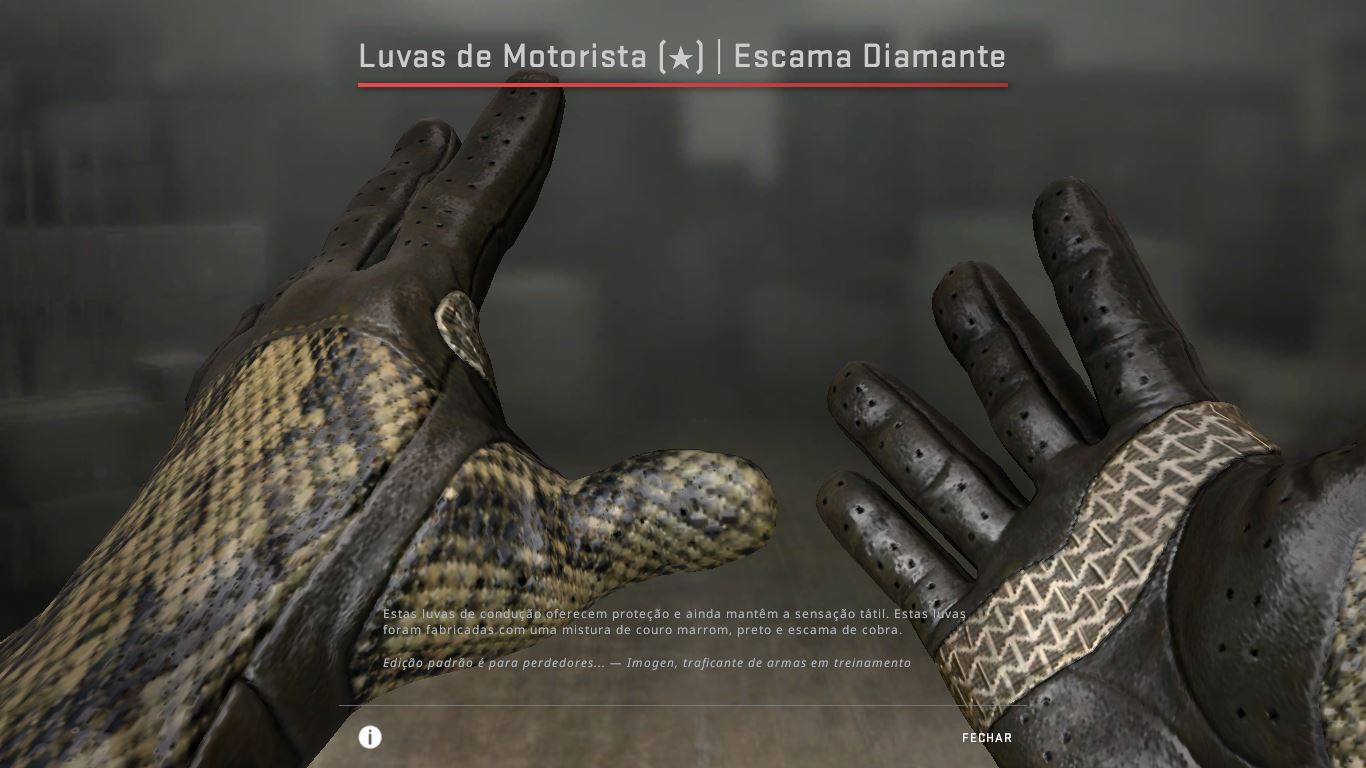 Luvas de Motorista (★) | Escama Diamante
Estas luvas de condução oferecem proteção e ainda mantêm a sensação tátil. Estas luvas
foram fabricadas com uma mistura de couro marrom, preto e escama de cobra.
Edição padrão é para perdedores... — Imogen, traficante de armas em treinamento
i
FECHAR